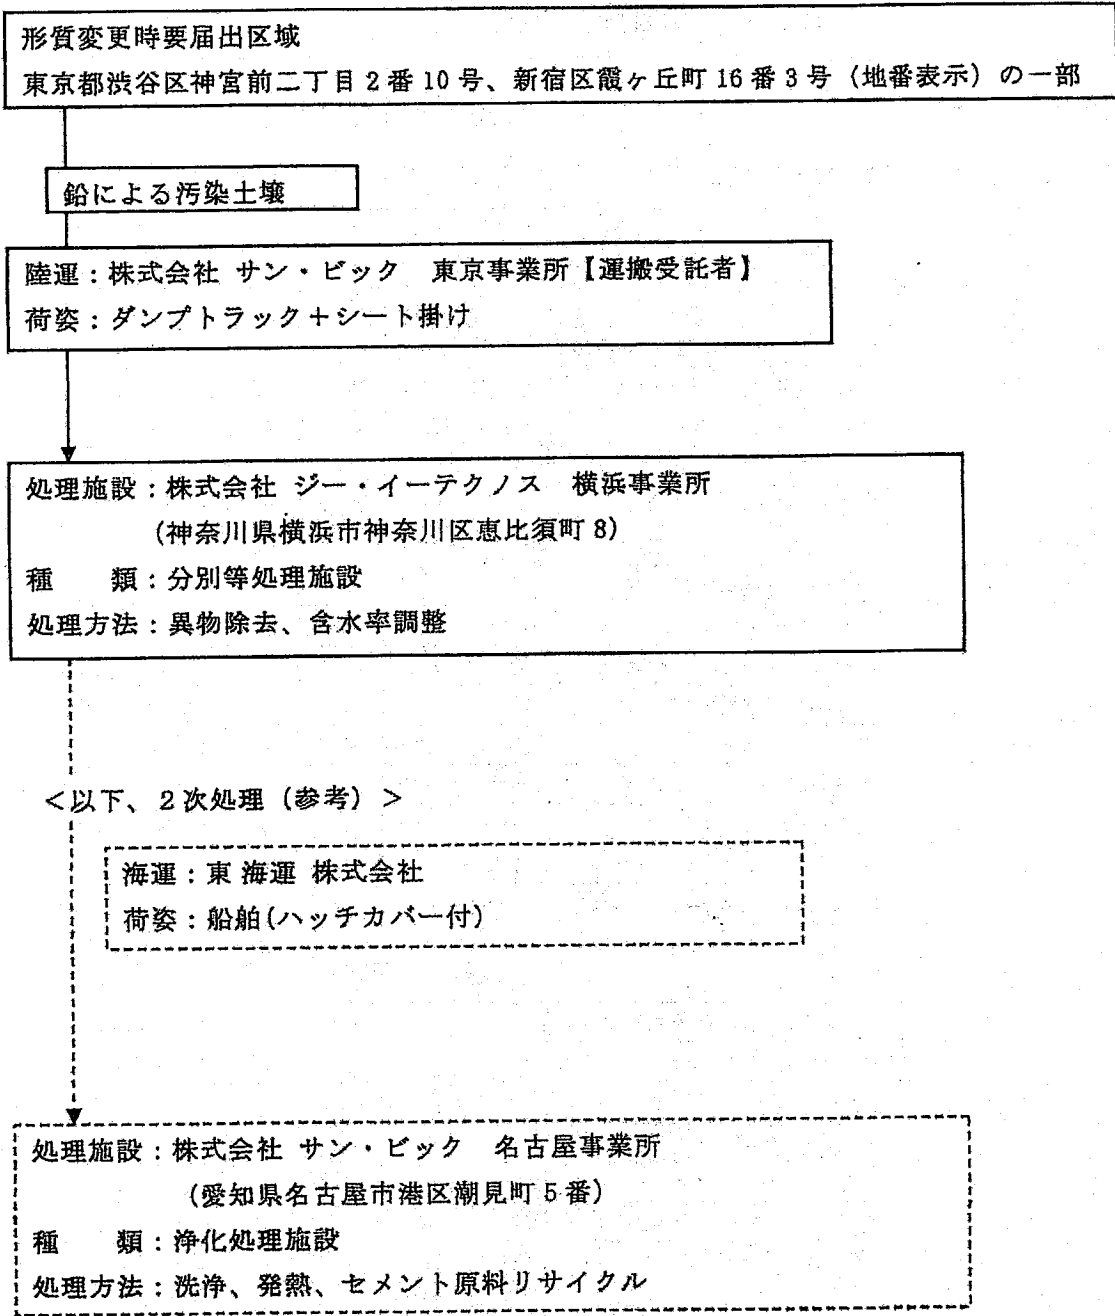 形質変更時要届出区域
東京都渋谷区神宮前二丁目2番10号、新宿区霞ヶ丘町16番3号（地番表示）の一部
鉛による汚染土壌
陸運：株式会社 サン・ビック　東京事業所【運搬受託者】
荷姿：ダンプトラック＋シート掛け
処理施設：株式会社 ジー・イーテクノス　横浜事業所
(神奈川県横浜市神奈川区恵比須町8)
種　　類：分別等処理施設
処理方法：異物除去、含水率調整
＜以下、2次処理（参考）＞
海運：東 海運 株式会社
荷姿：船舶(ハッチカバー付)
処理施設：株式会社 サン・ビック　名古屋事業所
(愛知県名古屋市港区潮見町5番)
種　　類：浄化処理施設
処理方法：洗浄、発熱、セメント原料リサイクル